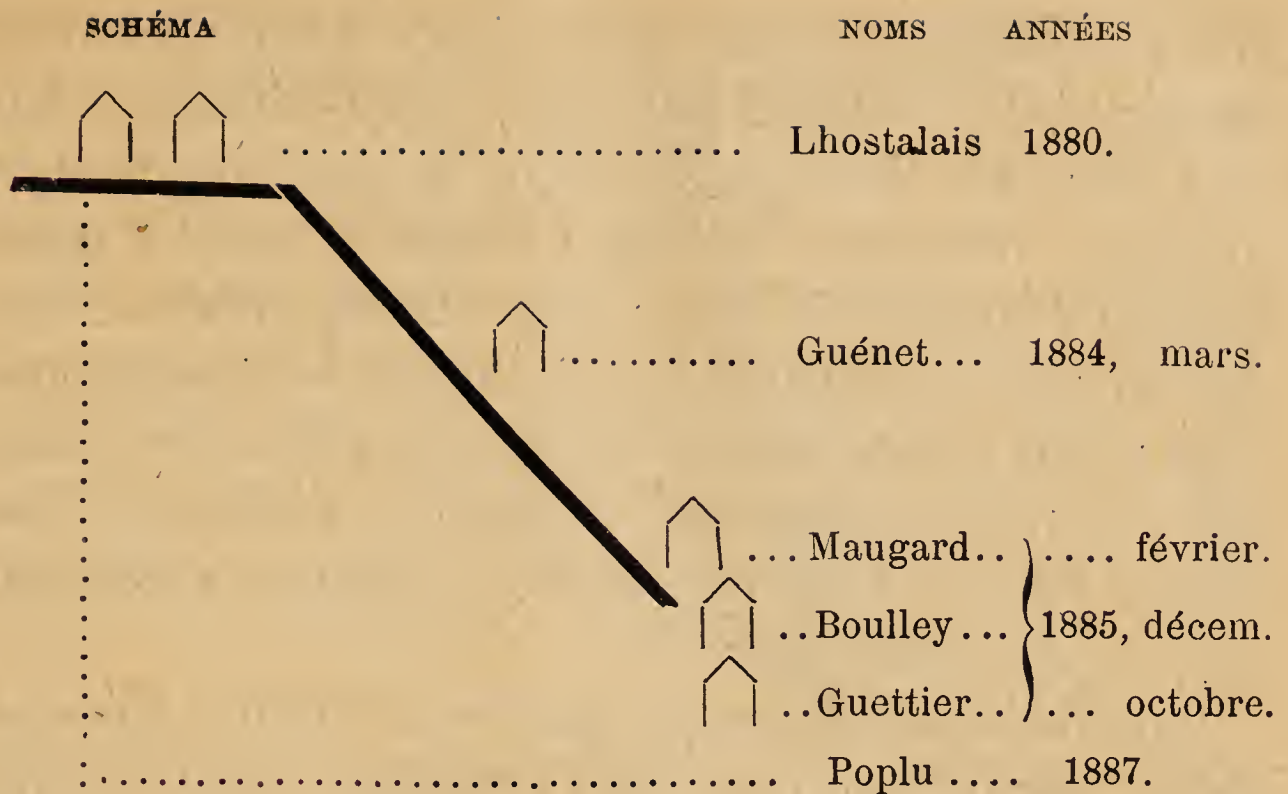 SCHÉMA NOMS ANNÉES
........................ Lhostalais 1880.
.......... Guénet... 1884, mars.
... Maugard.. .... février.
..Boulley... 1885, décem.
..Guettier.. ... octobre.
Poplu .... 1887.